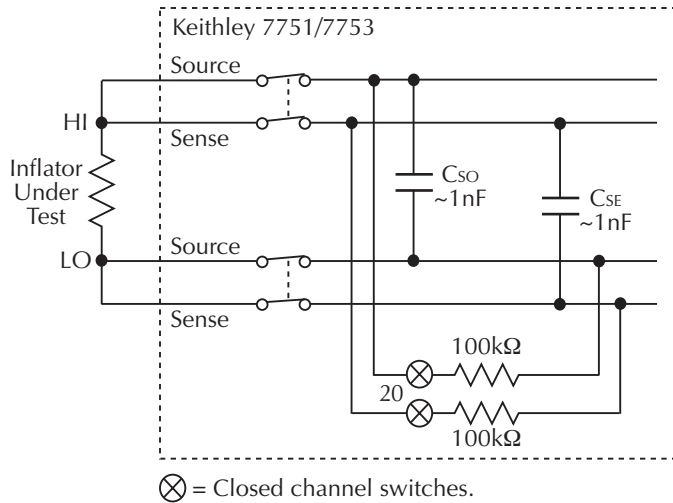 Keithley 7751/7753
Source
HI
Sense
Inflator
Under
Test
CSO
~1nF
CSE
~1nF
Source
LO
Sense
100kΩ
20
100kΩ
= Closed channel switches.